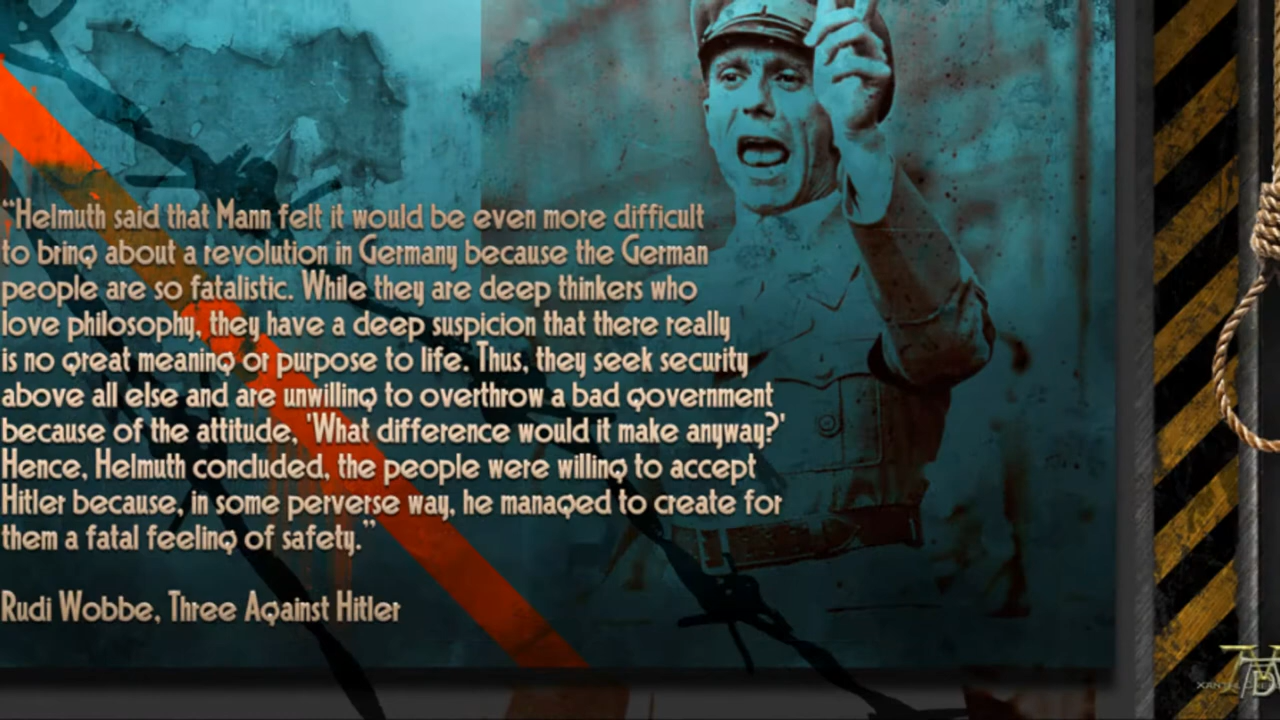 “Helmuth said that Mann felt it would be even more difficult
to bring about a revolution in Germany because the German
people are so fatalistic. While they are deep thinkers who
love philosophy, they have a deep suspicion that there really
is no great meaning or purpose to life. Thus, they seek security
above all else and are unwilling to overthrow a bad government
because of the attitude, 'What difference would it make anyway?'
Hence, Helmuth concluded, the people were willing to accept
Hitler because, in some perverse way, he managed to create for
them a fatal feeling of safety.”
Rudi Wobbe, Three Against Hitler